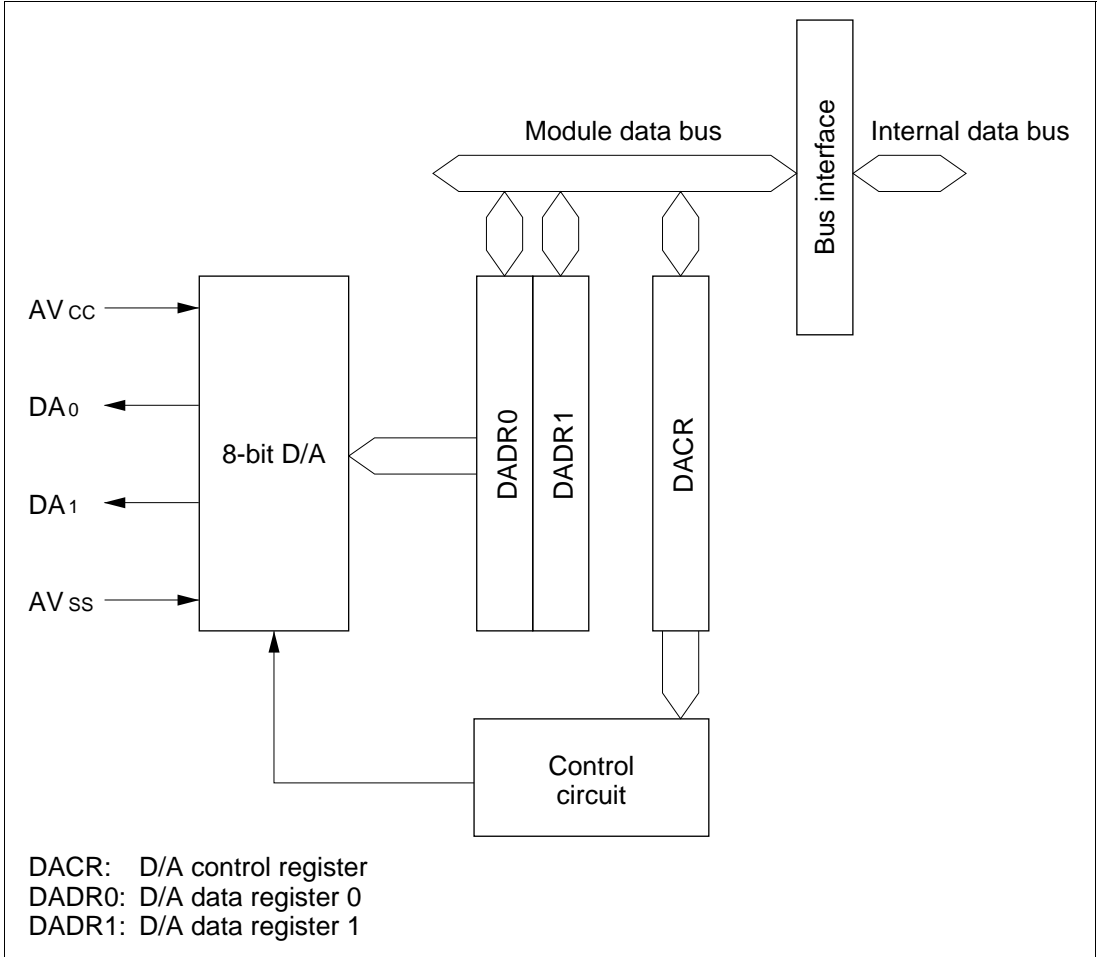 Module data bus
Internal data bus
Bus interface
AVCC
DA0
DA1
AVSS
8-bit D/A
DADR0
DADR1
DACR
Control
circuit
DACR: D/A control register
DADR0: D/A data register 0
DADR1: D/A data register 1